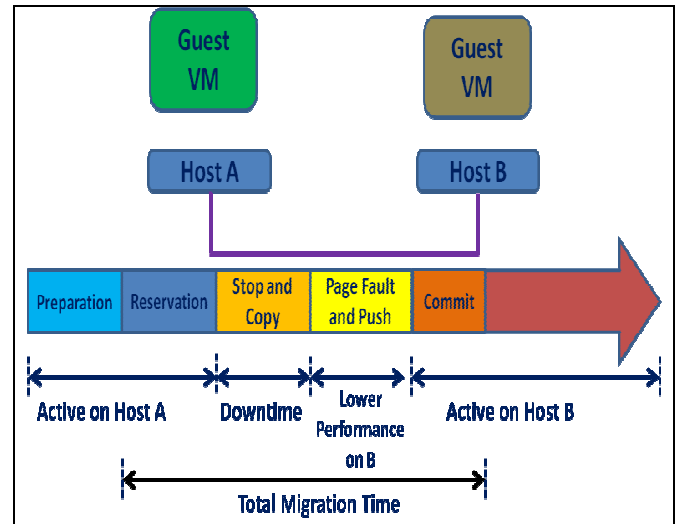 Guest
VM
Guest
VM
Host A
Host B
Preparation
Reservation
Stop and
Copy
Page Fault
and Push
Commit
Active on Host A
Downtime
Lower
Performance
on B
Active on Host B
Total Migration Time